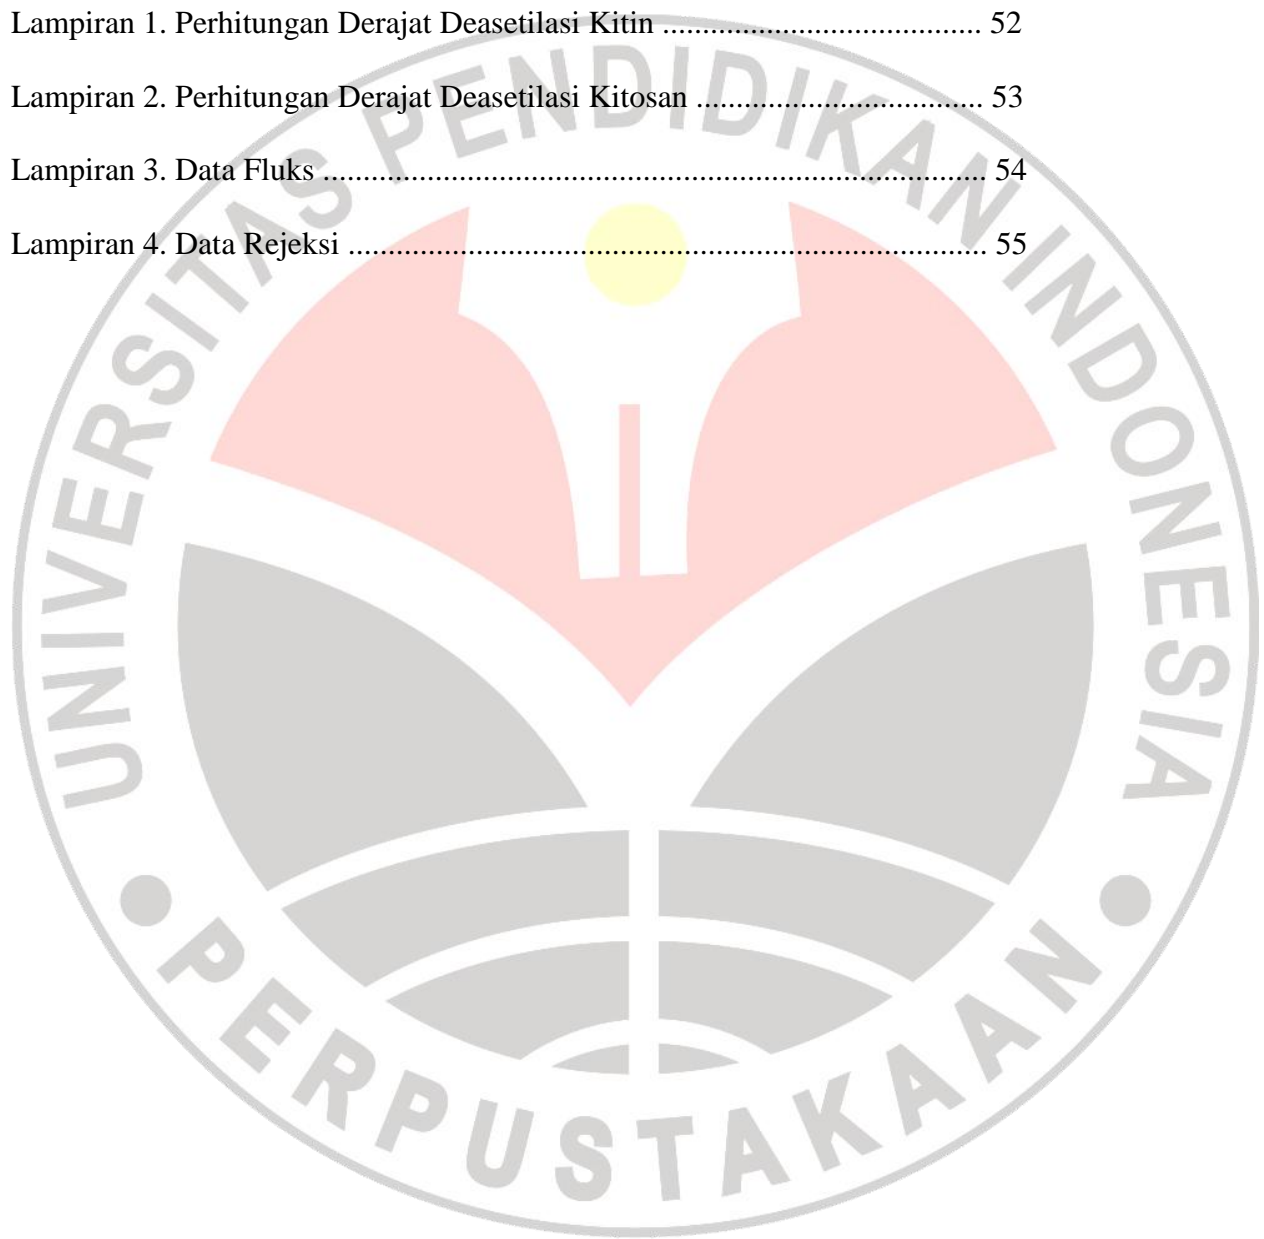 Lampiran 1. Perhitungan Derajat Deasetilasi Kitin ....................................... 52
Lampiran 2. Perhitungan Derajat Deasetilasi Kitosan ................................... 53
Lampiran 3. Data Fluks ................................................................................. 54
Lampiran 4. Data Rejeksi .............................................................................. 55
UNIVERSITAS PENDIDIKAN INDONESIA
PERPUSTAKAAN